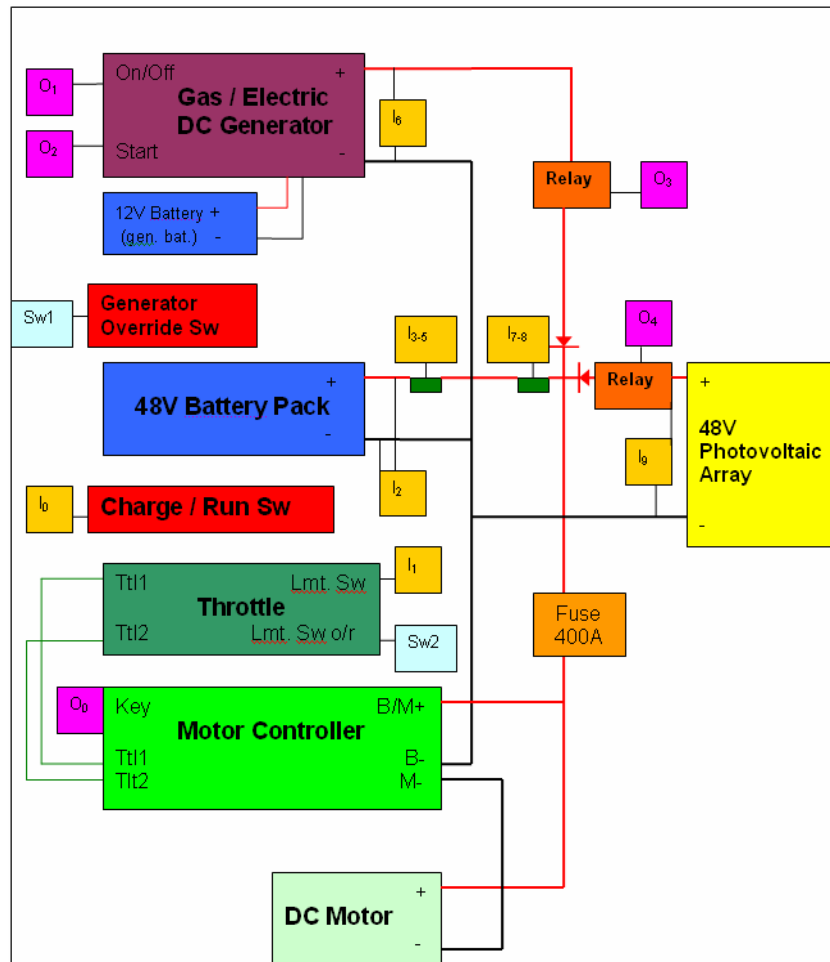 On/Off +
Gas / Electric
DC Generator
Start -
O₁
O₂
I₆
Relay
O₃
12V Battery +
(gen. bat.) -
Sw1
Generator
Override Sw
I₃₋₅
I₇₋₈
O₄
Relay
+
48V Battery Pack
-
+
48V
Photovoltaic
Array
-
I₉
I₂
I₀
Charge / Run Sw
I₁
Ttl1 Lmt. Sw
Throttle
Ttl2 Lmt. Sw o/r
Sw2
Fuse
400A
O₀
Key B/M+
Motor Controller
Ttl1 B-
Tlt2 M-
+
DC Motor
-